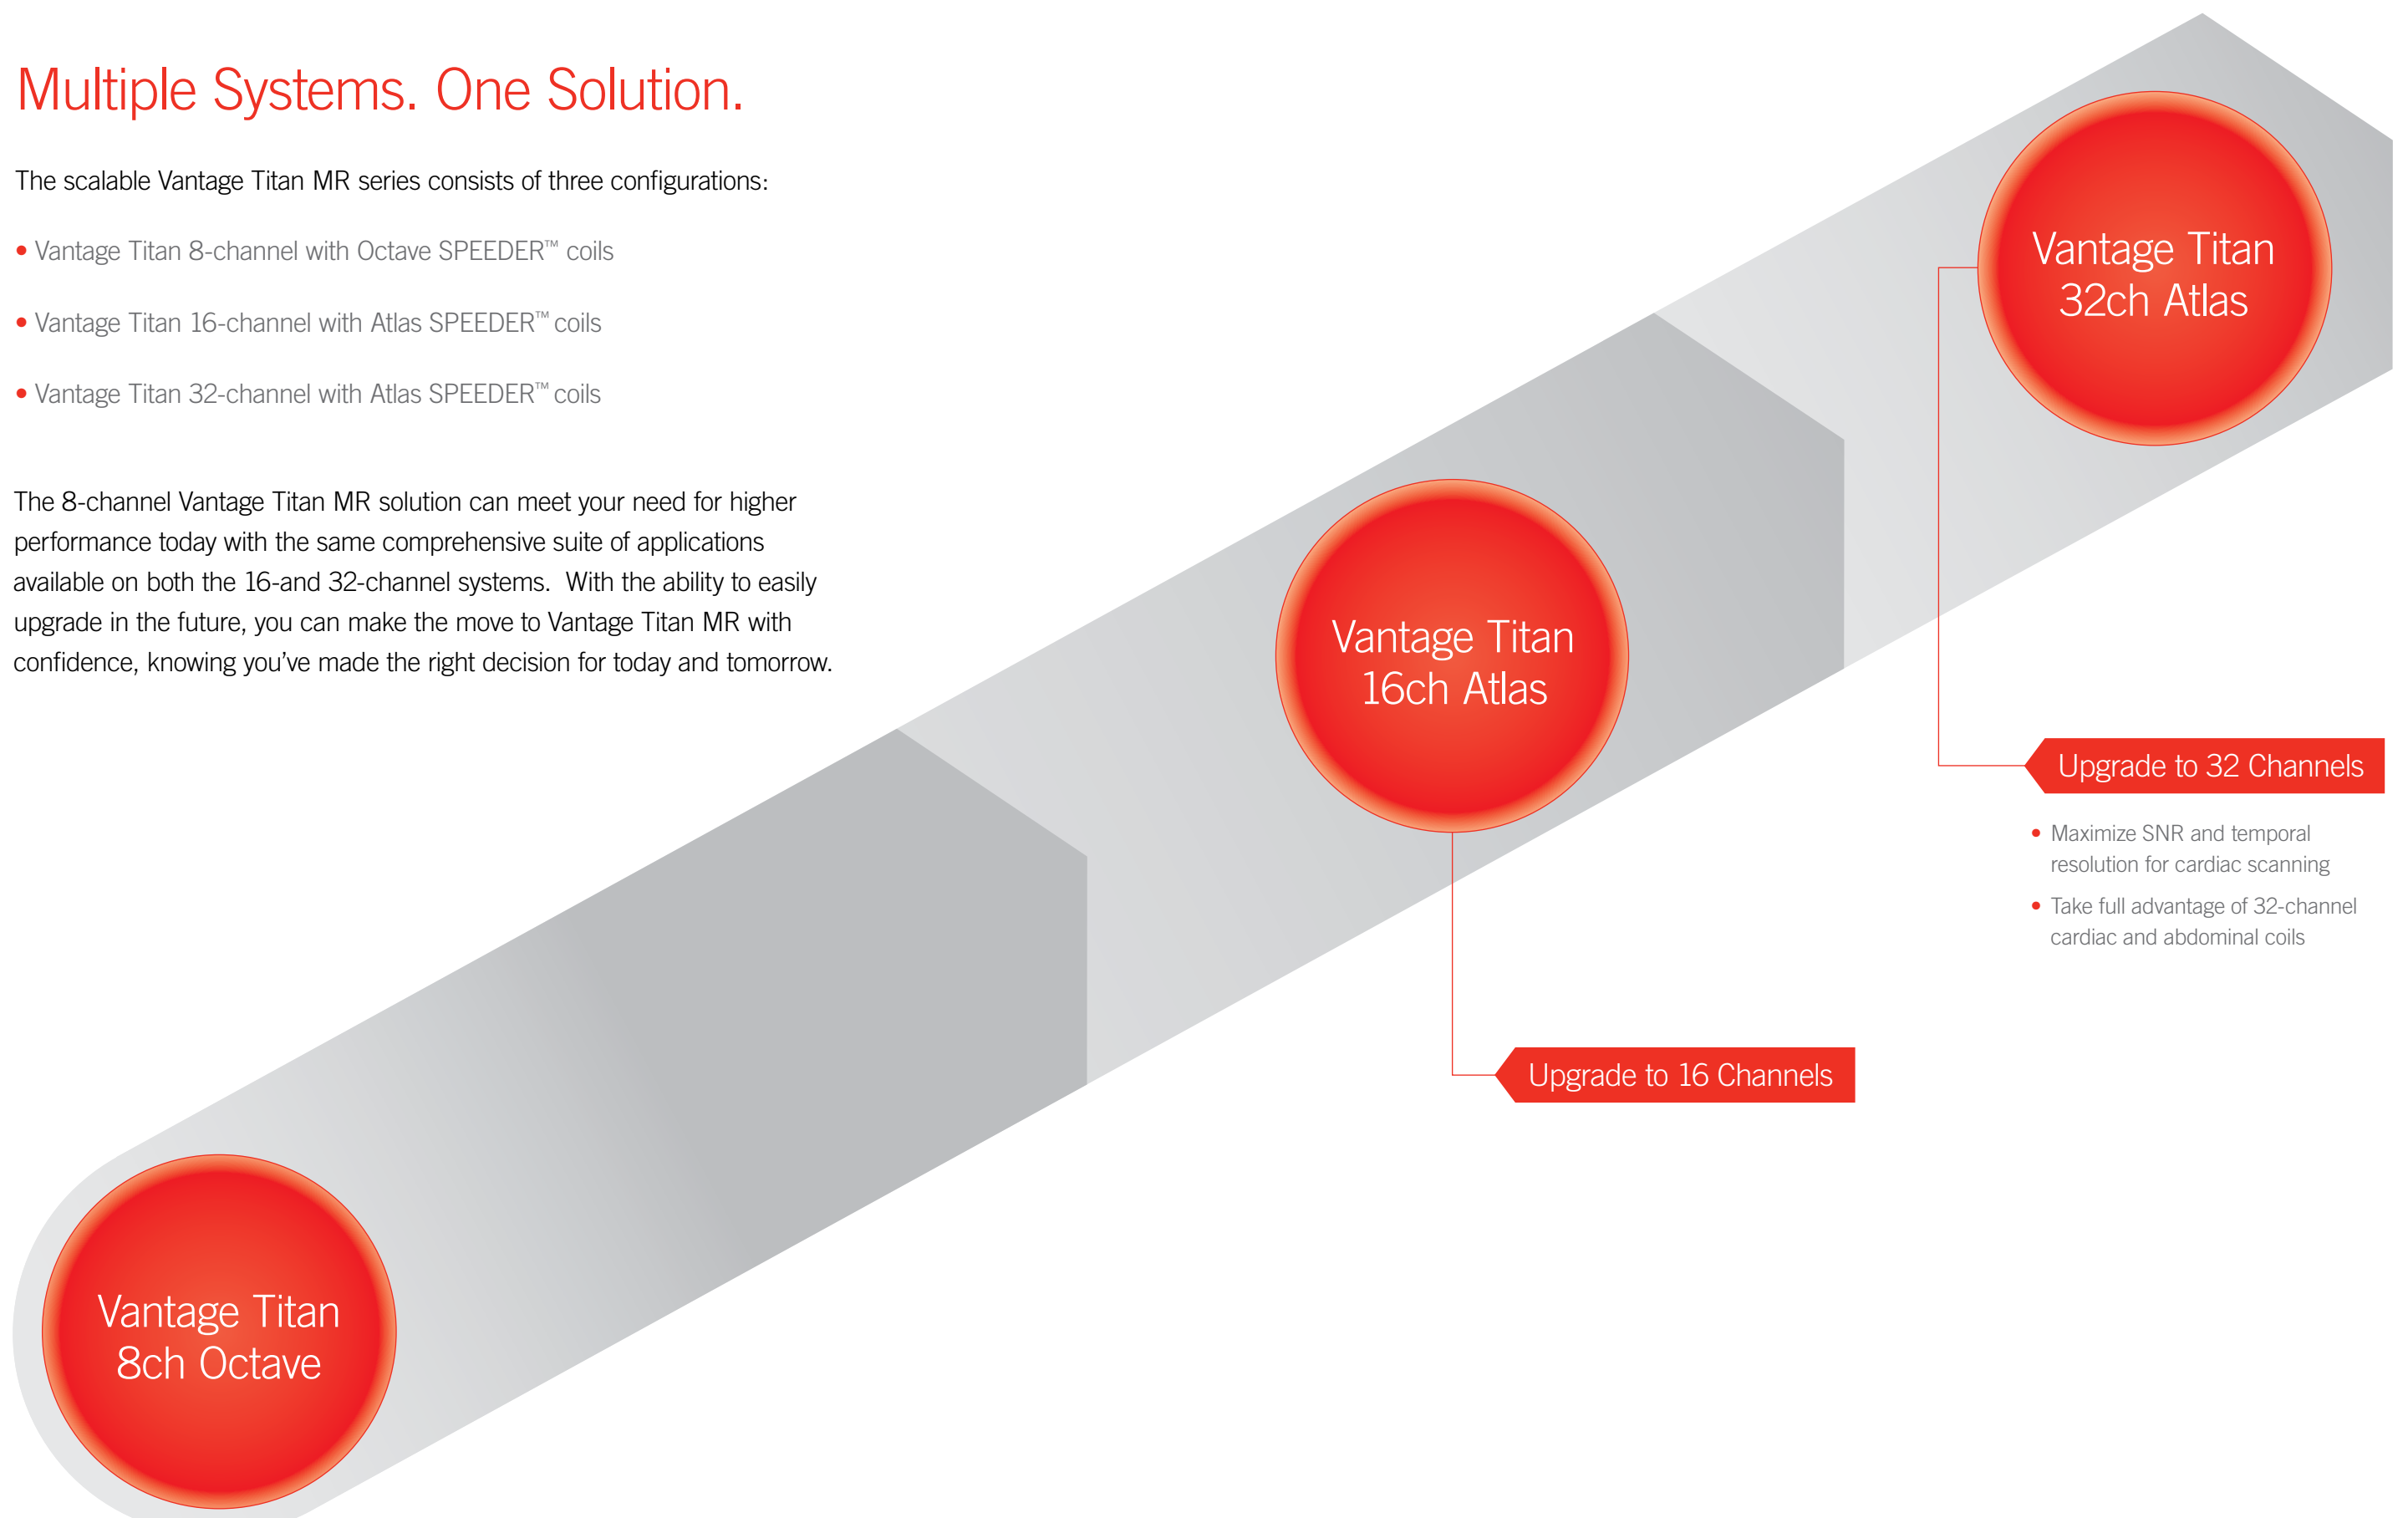 Multiple Systems. One Solution.
The scalable Vantage Titan MR series consists of three configurations:
• Vantage Titan 8-channel with Octave SPEEDER™ coils
• Vantage Titan 16-channel with Atlas SPEEDER™ coils
• Vantage Titan 32-channel with Atlas SPEEDER™ coils
The 8-channel Vantage Titan MR solution can meet your need for higher
performance today with the same comprehensive suite of applications
available on both the 16-and 32-channel systems. With the ability to easily
upgrade in the future, you can make the move to Vantage Titan MR with
confidence, knowing you’ve made the right decision for today and tomorrow.
Vantage Titan
32ch Atlas
Vantage Titan
16ch Atlas
Upgrade to 32 Channels
• Maximize SNR and temporal
resolution for cardiac scanning
• Take full advantage of 32-channel
cardiac and abdominal coils
Upgrade to 16 Channels
Vantage Titan
8ch Octave